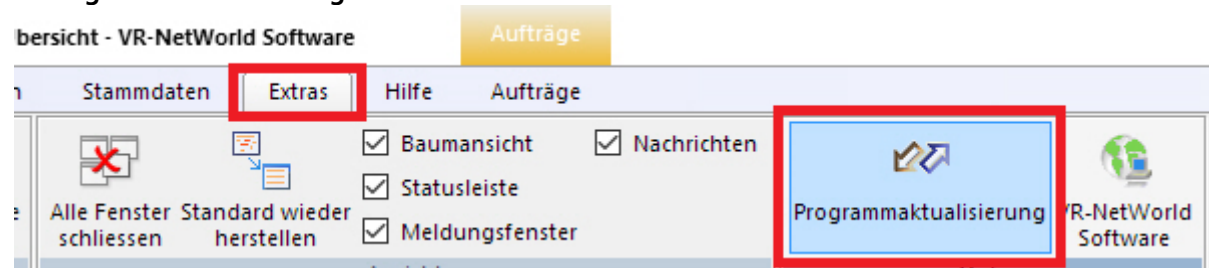 bersicht - VR-NetWorld Software
Aufträge
Stammdaten
Extras
Hilfe
Aufträge
Baumansicht
Nachrichten
Statusleiste
Meldungsfenster
Alle Fenster
schliessen
Standard wieder
herstellen
Programmaktualisierung
R-NetWorld
Software